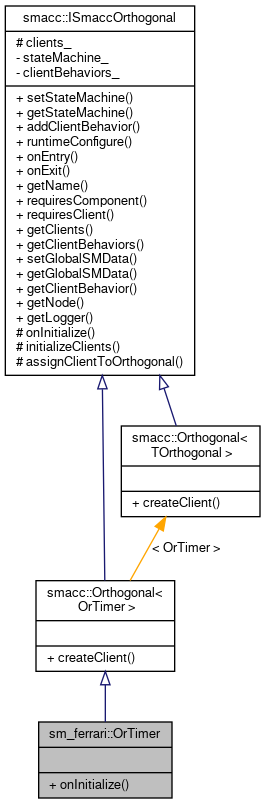 smacc::ISmaccOrthogonal
# clients_
- stateMachine_
- clientBehaviors_
+ setStateMachine()
+ getStateMachine()
+ addClientBehavior()
+ runtimeConfigure()
+ onEntry()
+ onExit()
+ getName()
+ requiresComponent()
+ requiresClient()
+ getClients()
+ getClientBehaviors()
+ setGlobalSMData()
+ getGlobalSMData()
+ getClientBehavior()
+ getNode()
+ getLogger()
# onInitialize()
# initializeClients()
# assignClientToOrthogonal()
smacc::Orthogonal<
TOrthogonal >
+ createClient()
< OrTimer >
smacc::Orthogonal<
OrTimer >
+ createClient()
sm_ferrari::OrTimer
+ onInitialize()